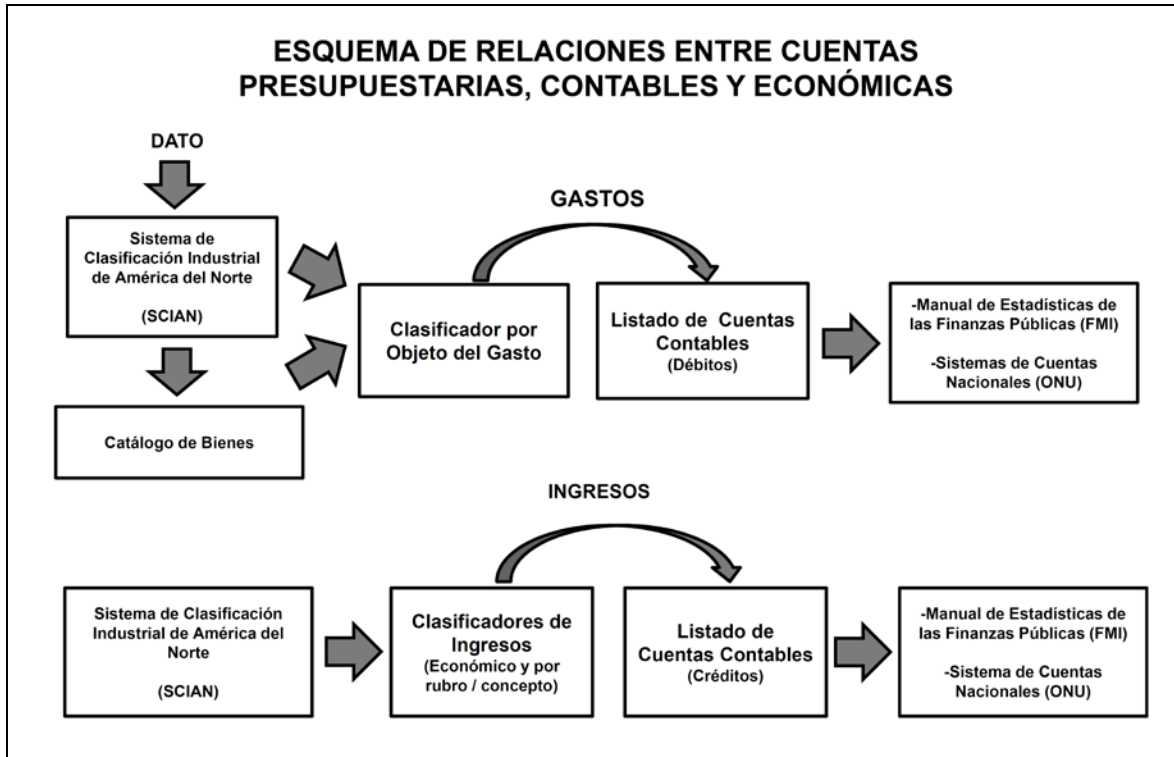 ESQUEMA DE RELACIONES ENTRE CUENTAS
PRESUPUESTARIAS, CONTABLES Y ECONÓMICAS
DATO
Sistema de
Clasificación Industrial
de América del Norte
(SCIAN)
Catálogo de Bienes
GASTOS
Clasificador por
Objeto del Gasto
Listado de Cuentas
Contables
(Débitos)
-Manual de Estadísticas de
las Finanzas Públicas (FMI)
-Sistemas de Cuentas
Nacionales (ONU)
INGRESOS
Sistema de Clasificación
Industrial de América del
Norte
(SCIAN)
Clasificadores de
Ingresos
(Económico y por
rubro / concepto)
Listado de
Cuentas Contables
(Créditos)
-Manual de Estadísticas de
las Finanzas Públicas (FMI)
-Sistema de Cuentas
Nacionales (ONU)